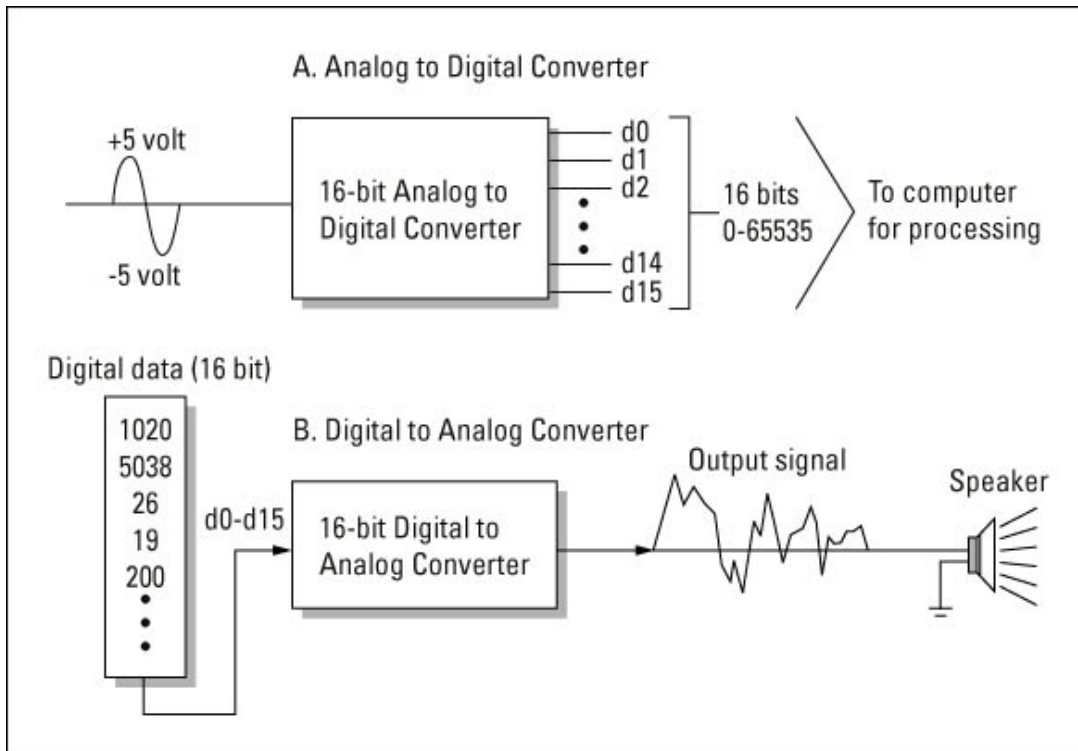 A. Analog to Digital Converter
+5 volt
-5 volt
16-bit Analog to
Digital Converter
d0
d1
d2
d14
d15
16 bits
0-65535
To computer
for processing
Digital data (16 bit)
1020
5038
26
19
200
d0-d15
B. Digital to Analog Converter
16-bit Digital to
Analog Converter
Output signal
Speaker